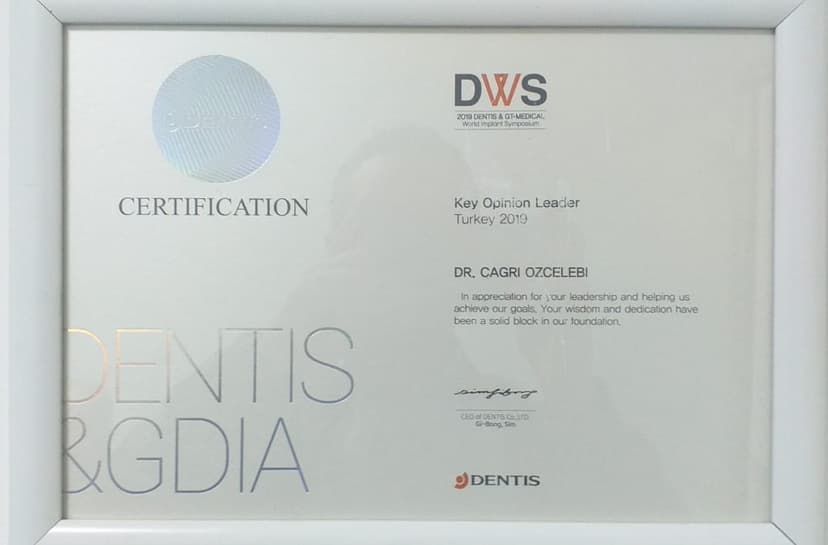 CERTIFICATION
DENTIS
&GDIA
DWS
2019 DENTIS & GT-MEDICAL
World Implant Symposium
Key Opinion Leader
Turkey 2019
DR. CAGRI OZCELEBI
In appreciation for your leadership and helping us
achieve our goals. Your wisdom and dedication have
been a solid block in our foundation.
CEO of DENTIS Co.,LTD.
Gi-Bong, Sim
DENTIS